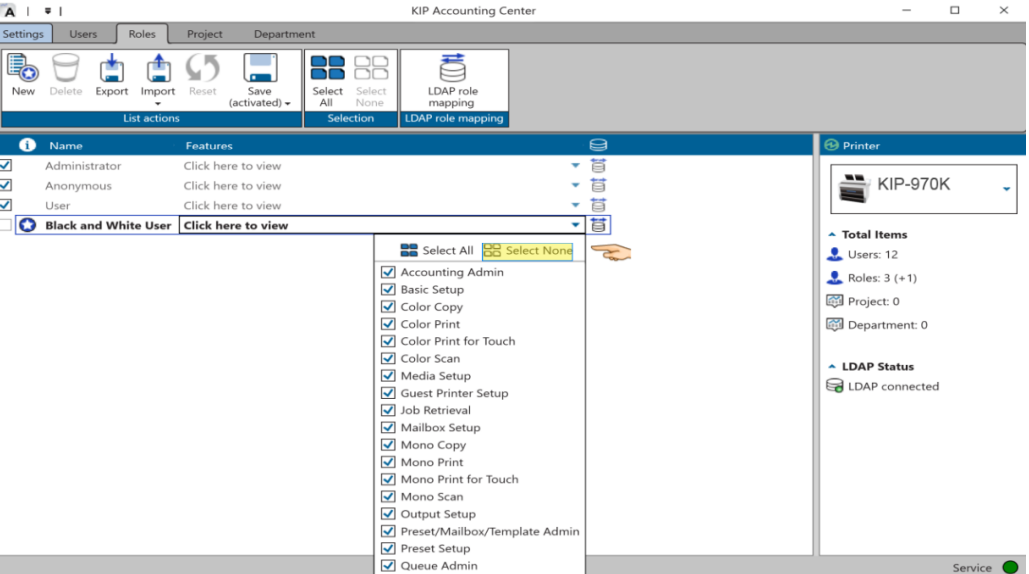 A KIP Accounting Center
Settings Users Roles Project Department
New Delete Export Import Reset Save (activated) Select All Select None LDAP role mapping
List actions Selection LDAP role mapping
Name Features
Administrator Click here to view
Anonymous Click here to view
User Click here to view
Black and White User Click here to view
Select All Select None
Accounting Admin
Basic Setup
Color Copy
Color Print
Color Print for Touch
Color Scan
Media Setup
Guest Printer Setup
Job Retrieval
Mailbox Setup
Mono Copy
Mono Print
Mono Print for Touch
Mono Scan
Output Setup
Preset/Mailbox/Template Admin
Preset Setup
Queue Admin
Printer
KIP-970K
Total Items
Users: 12
Roles: 3 (+1)
Project: 0
Department: 0
LDAP Status
LDAP connected
Service